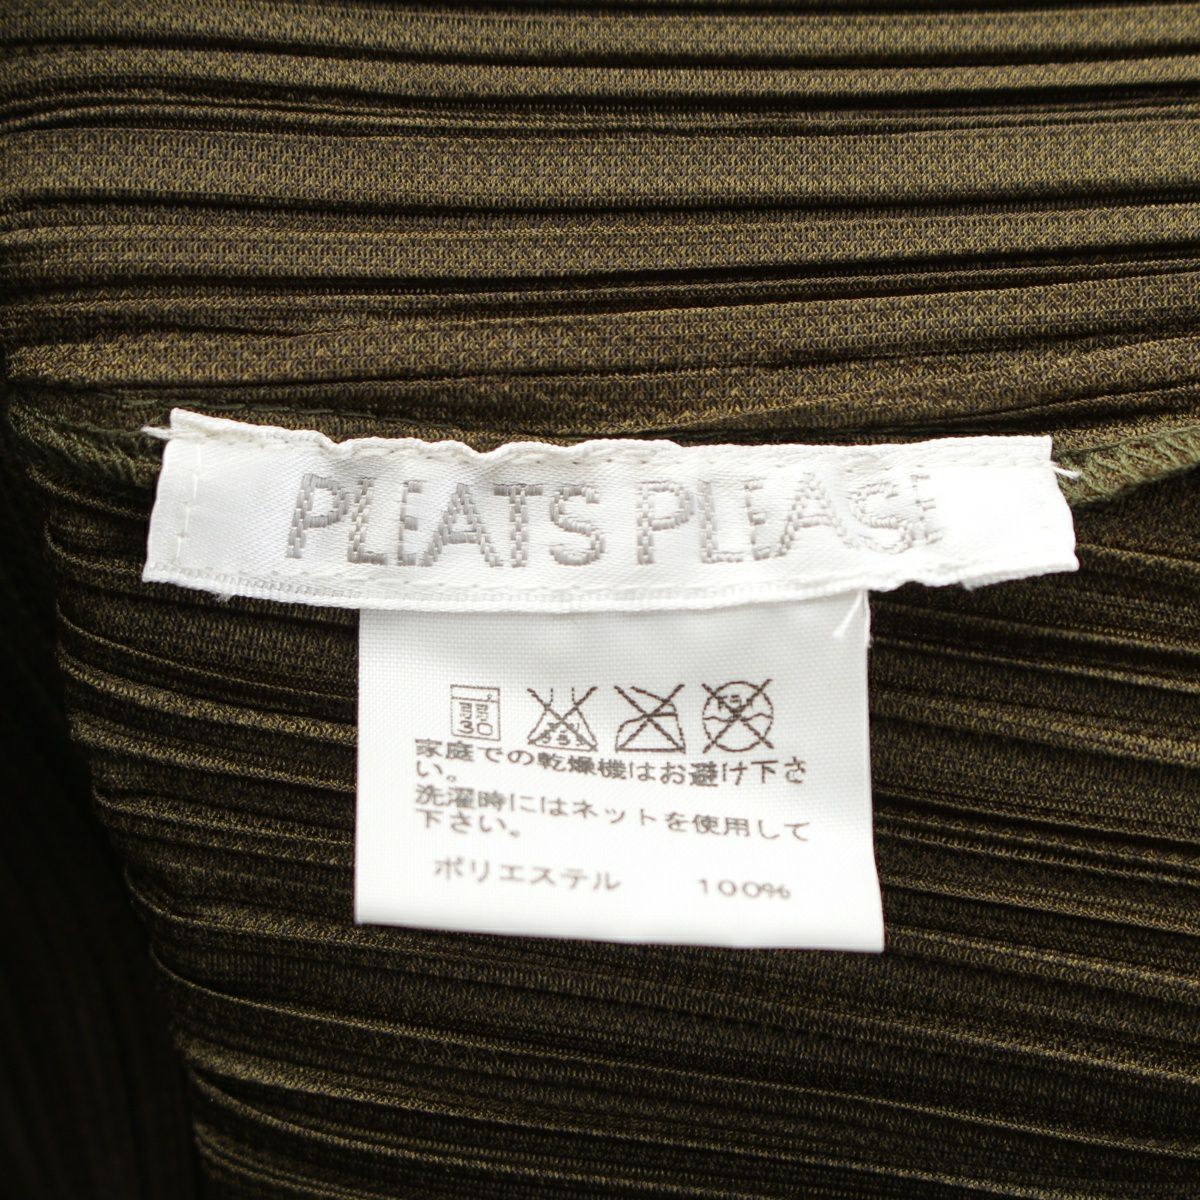 PLEATS PLEASE
30
家庭での乾燥機はお避け下さ
い。
洗濯時にはネットを使用して
下さい。
ポリエステル 100%